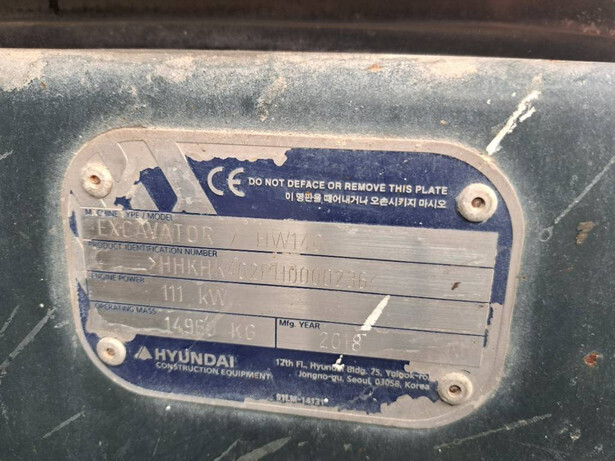 CE DO NOT DEFACE OR REMOVE THIS PLATE
이 명판을 떼어내거나 오손시키지 마시오
MACHINE TYPE / MODEL
EXCAVATOR / HW140
PRODUCT IDENTIFICATION NUMBER
ENGINE POWER
111 kW
OPERATING MASS
KG
Mfg. YEAR
2018
HYUNDAI
CONSTRUCTION EQUIPMENT
12th FL., Hyundai Bldg. 75, Yulgok-ro,
Jongno-gu, Seoul, 03058, Korea